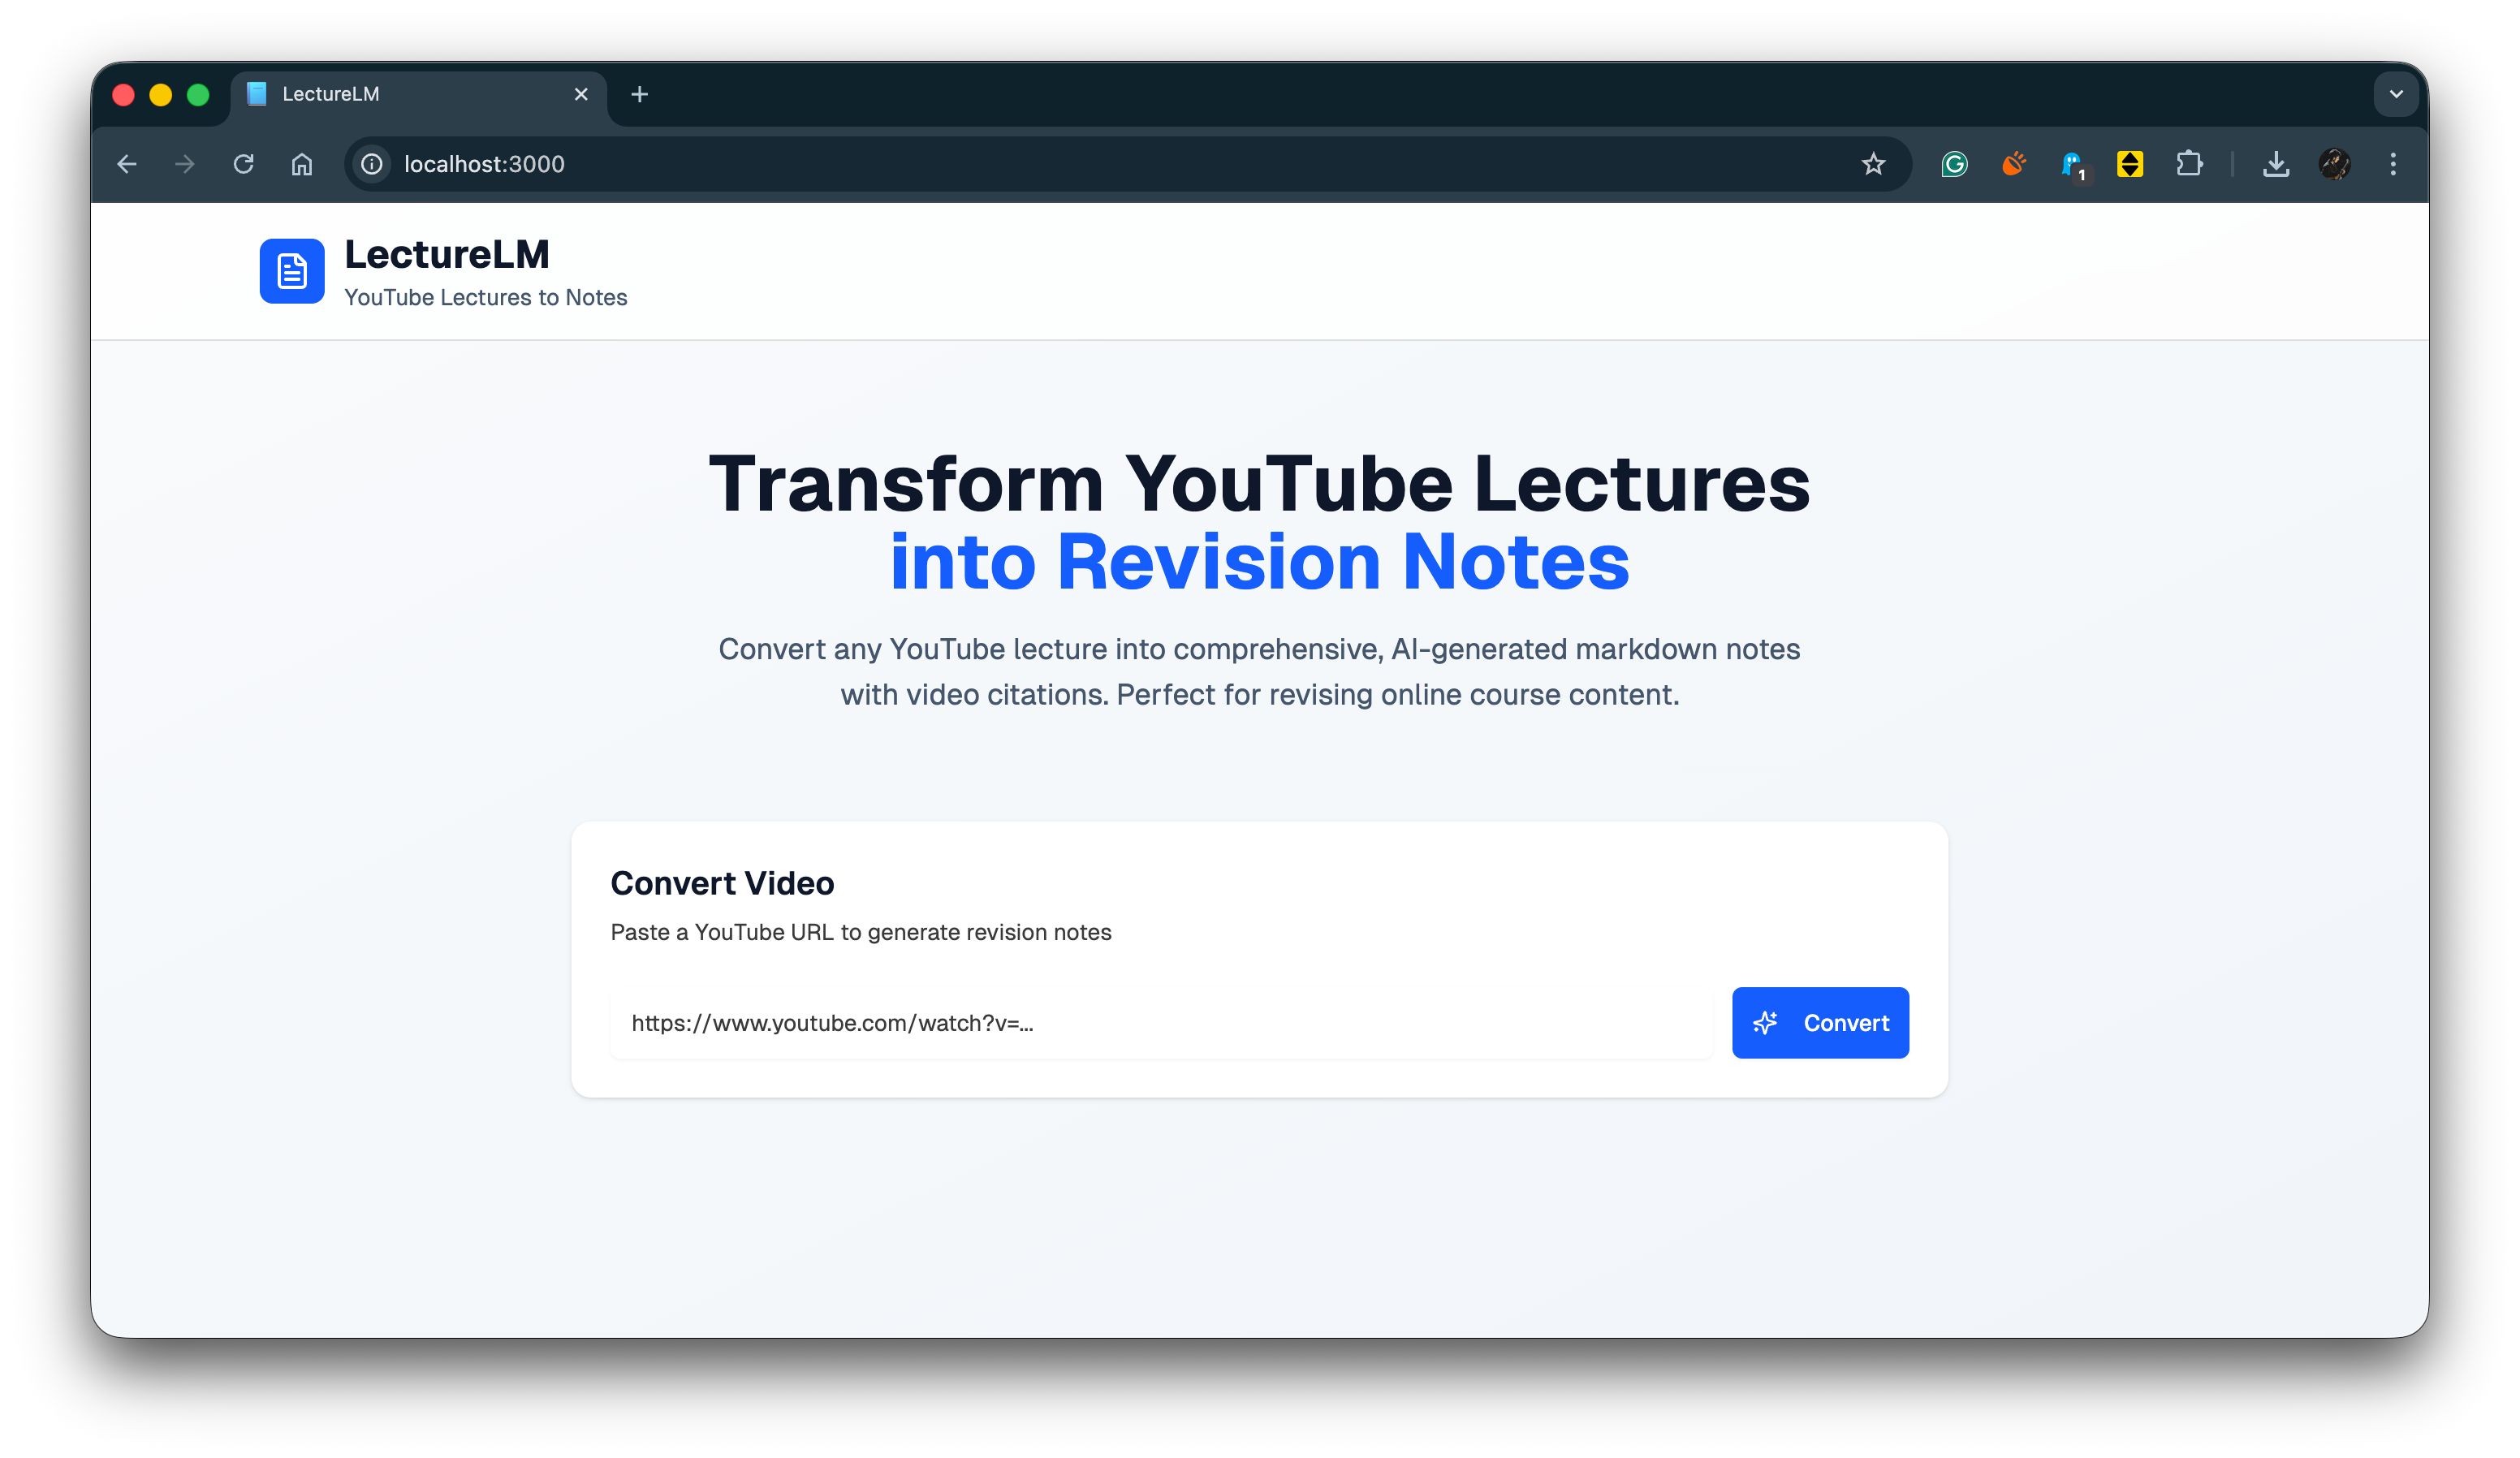 LectureLM
localhost:3000
1
LectureLM
YouTube Lectures to Notes
Transform YouTube Lectures
into Revision Notes
Convert any YouTube lecture into comprehensive, AI-generated markdown notes
with video citations. Perfect for revising online course content.
Convert Video
Paste a YouTube URL to generate revision notes
https://www.youtube.com/watch?v=...
Convert